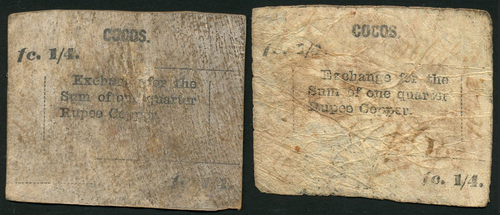 COCOS.
fc. 1/4.
Exchange for the
Sum of one quarter
Rupee Copper.
COCOS.
Exchange for the
Sum of one quarter
Rupee Copper.
fc. 1/4.